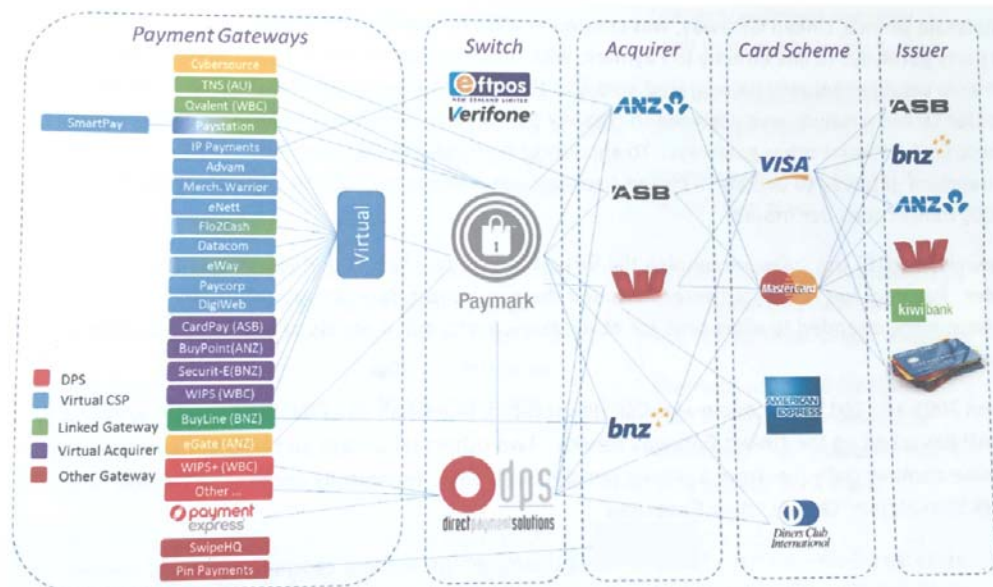 Payment Gateways
Cybersource
TNS (AU)
Qvalent (WBC)
SmartPay
Paystation
IP Payments
Advam
Merch. Warrior
eNett
Flo2Cash
Datacom
eWay
Paycorp
DigiWeb
CardPay (ASB)
BuyPoint(ANZ)
Securit-E(BNZ)
WIPS (WBC)
BuyLine (BNZ)
eGate (ANZ)
WIPS+ (WBC)
Other ...
payment
express
SwipeHQ
Pin Payments
Virtual
DPS
Virtual CSP
Linked Gateway
Virtual Acquirer
Other Gateway
Switch
eftpos
NEW ZEALAND LIMITED
Verifone
Paymark
dps
directpaymentsolutions
Acquirer
ANZ
ASB
bnz
Card Scheme
VISA
MasterCard
AMERICAN
EXPRESS
Diners Club
International
Issuer
ASB
bnz
ANZ
kiwibank